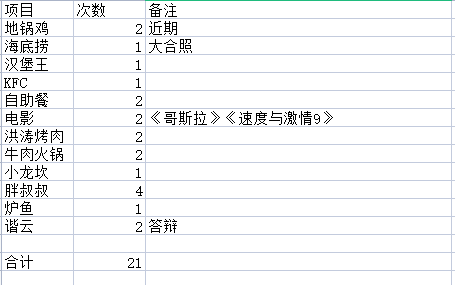 项目 次数 备注
地锅鸡 2 近期
海底捞 1 大合照
汉堡王 1
KFC 1
自助餐 2
电影 2 《哥斯拉》《速度与激情9》
洪涛烤肉 2
牛肉火锅 2
小龙坎 1
胖叔叔 4
炉鱼 1
谐云 2 答辩
合计 21